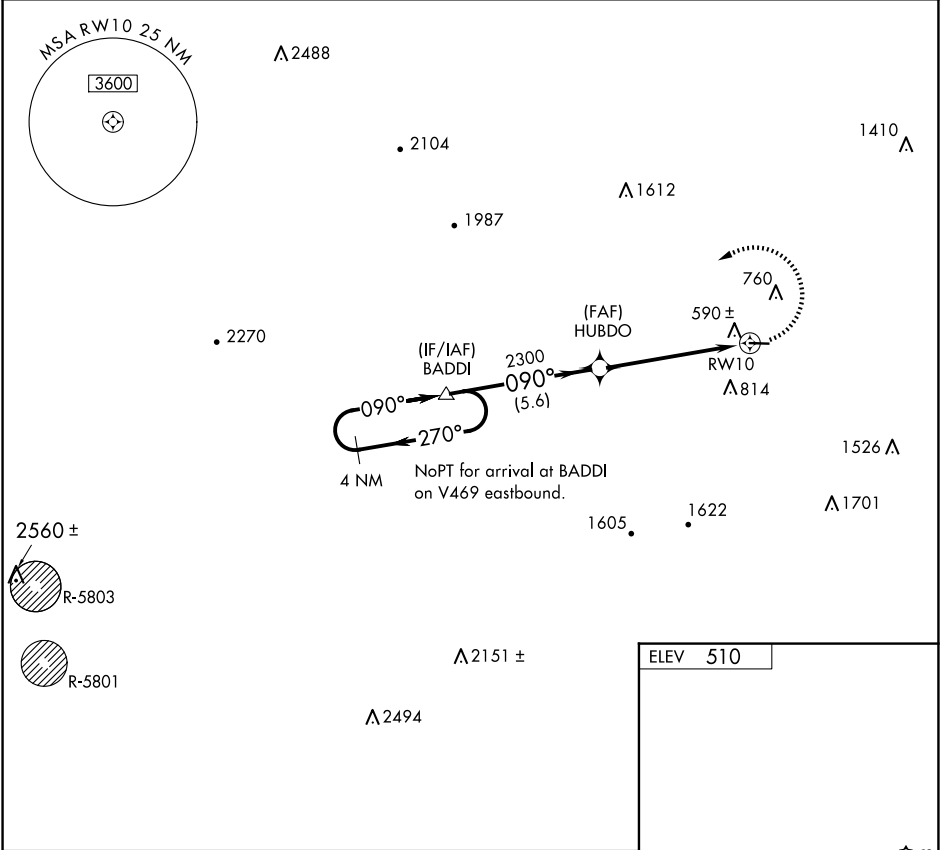 MSA RW10 25 NM
3600
2488
2104
1410
1612
1987
760
590 ±
(FAF)
HUBDO
2270
(IF/IAF)
BADDI
2300
090°
(5.6)
RW10
814
090°
270°
4 NM
NoPT for arrival at BADDI
on V469 eastbound.
1526
1701
1605
1622
2560 ±
R-5803
R-5801
2151 ±
2494
ELEV 510